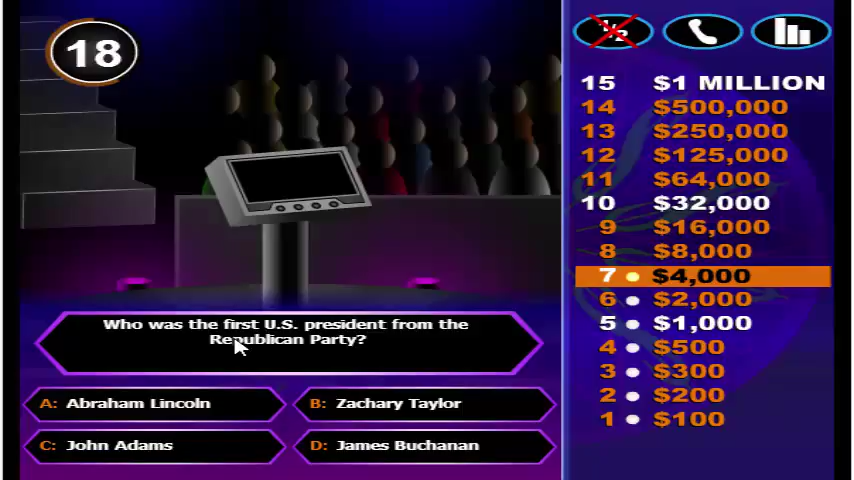 18
½
15 $1 MILLION
14 $500,000
13 $250,000
12 $125,000
11 $64,000
10 $32,000
9 $16,000
8 $8,000
7 $4,000
6 $2,000
5 $1,000
4 $500
3 $300
2 $200
1 $100
Who was the first U.S. president from the
Republican Party?
A: Abraham Lincoln
B: Zachary Taylor
C: John Adams
D: James Buchanan